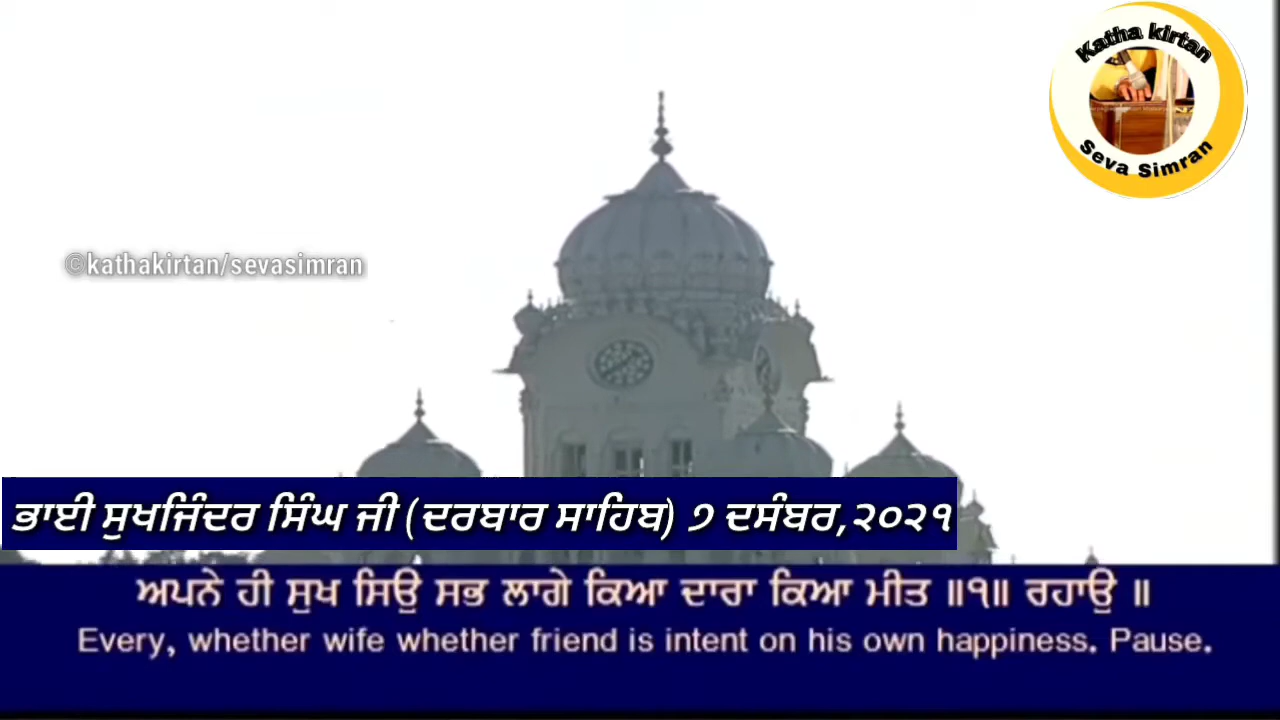 Katha kirtan
Seva Simran
©kathakirtan/sevasimran
ਭਾਈ ਸੁਖਜਿੰਦਰ ਸਿੰਘ ਜੀ (ਦਰਬਾਰ ਸਾਹਿਬ) ੭ ਦਸੰਬਰ,੨੦੨੧
ਅਪਨੇ ਹੀ ਸੁਖ ਸਿਉ ਸਭ ਲਾਗੇ ਕਿਆ ਦਾਰਾ ਕਿਆ ਮੀਤ ॥੧॥ ਰਹਾਉ ॥
Every, whether wife whether friend is intent on his own happiness. Pause.